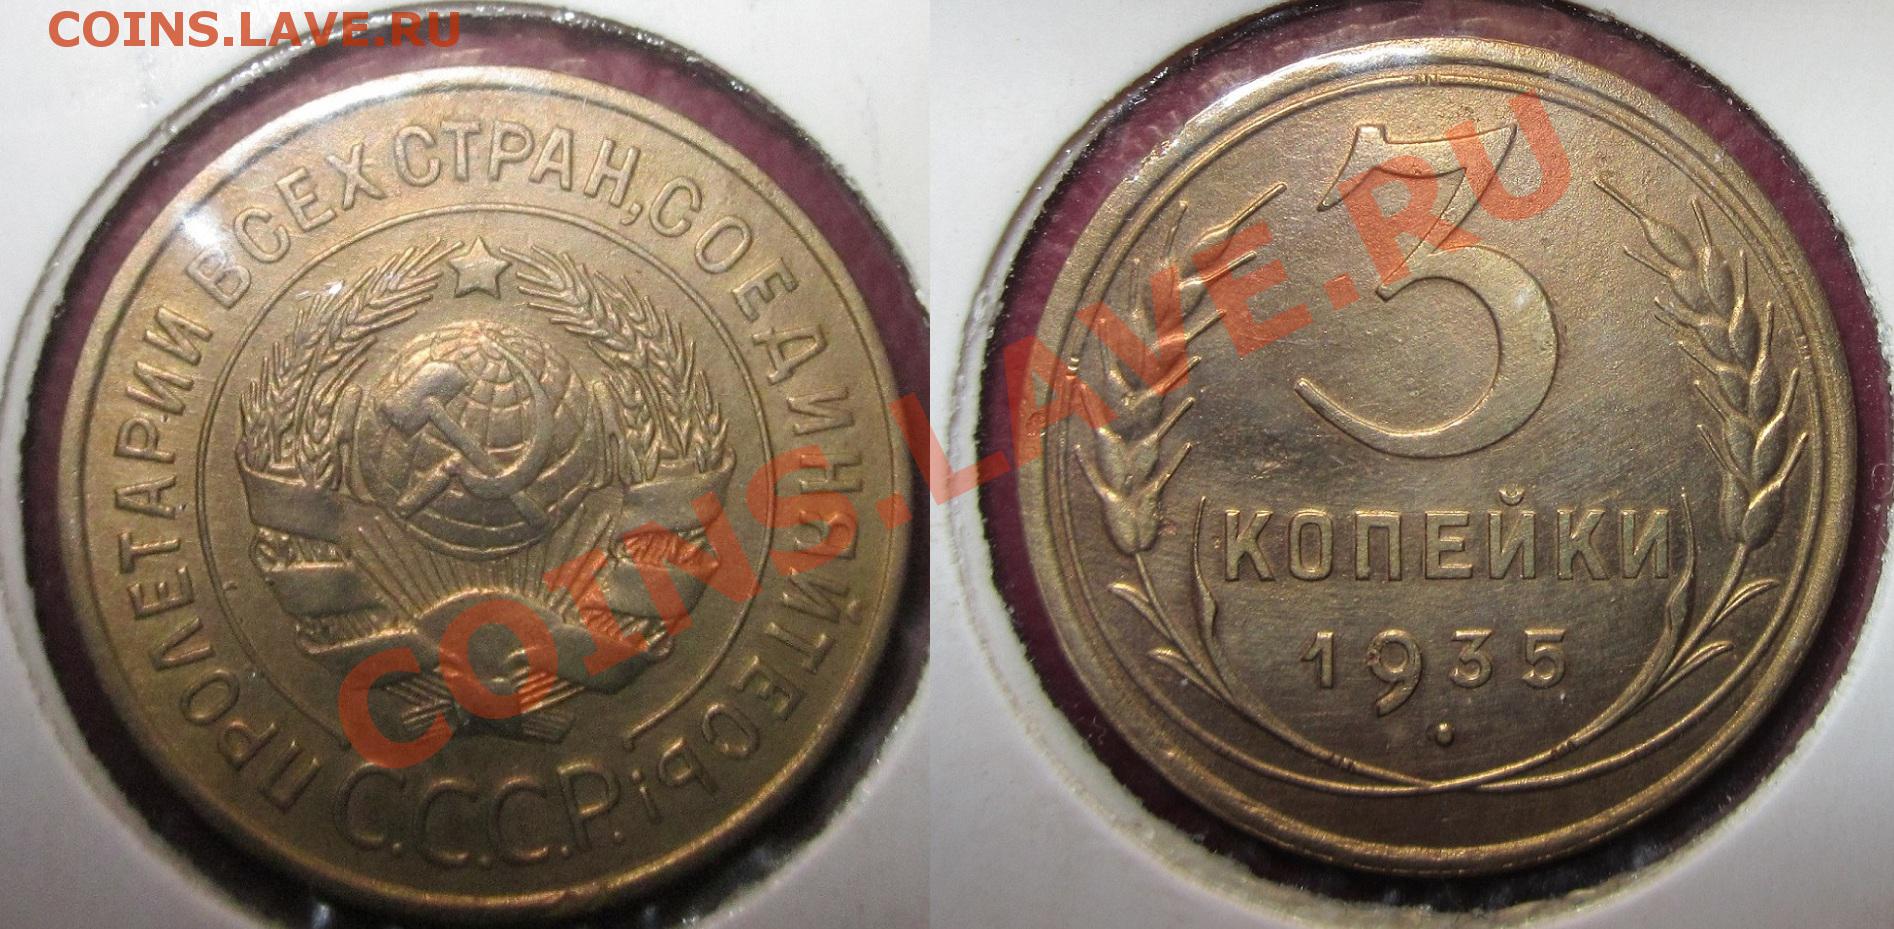 COINS.LAVE.RU
ПРОЛЕТАРИИ ВСЕХ СТРАН, СОЕДИНЯЙТЕСЬ!
С.С.С.Р.
3
КОПЕЙКИ
1935
COINS.LAVE.RU